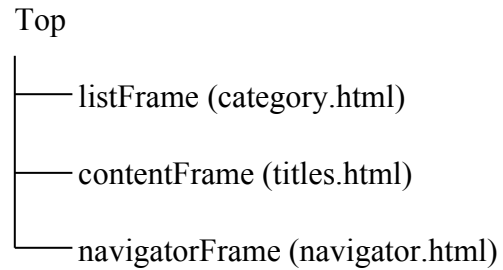 Top
listFrame (category.html)
contentFrame (titles.html)
navigatorFrame (navigator.html)